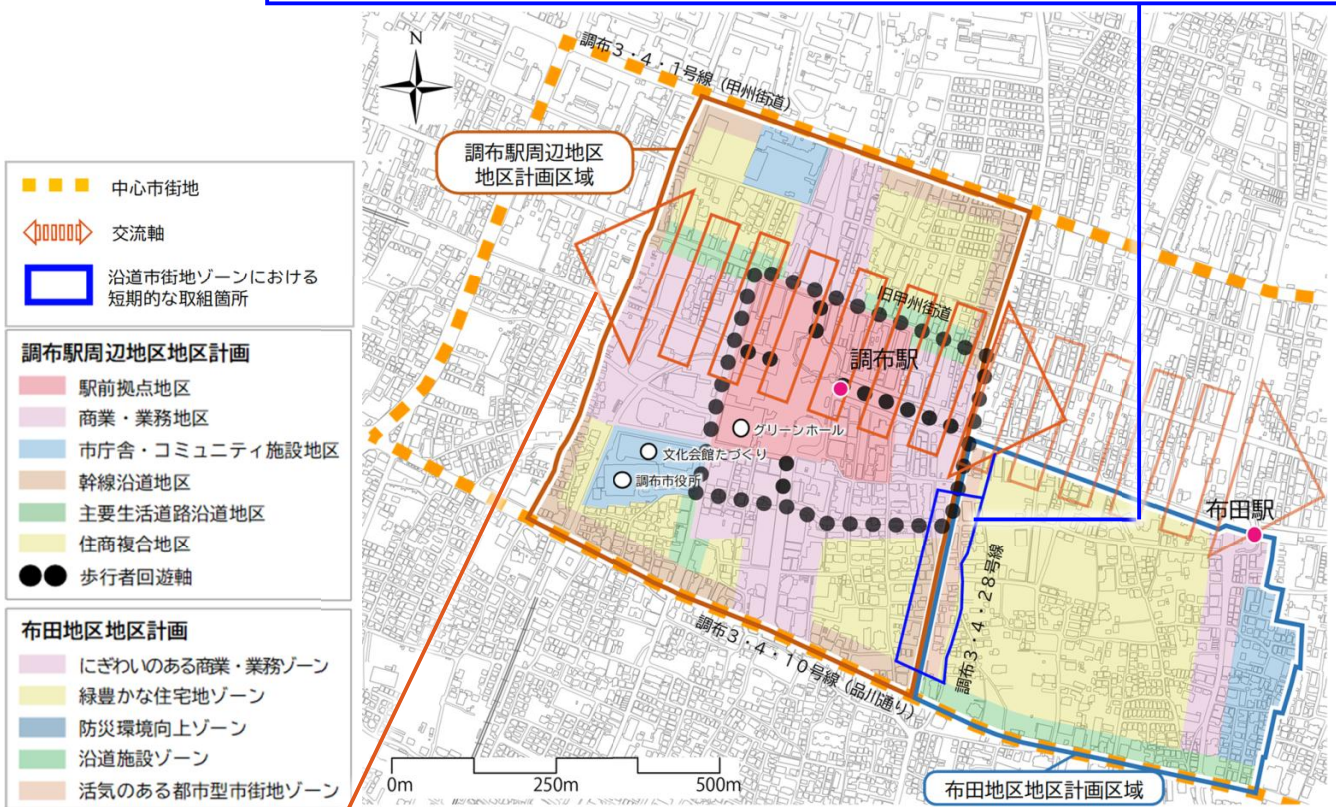 N
調布3・4・1号線(甲州街道)
調布駅周辺地区
地区計画区域
中心市街地
交流軸
沿道市街地ゾーンにおける
短期的な取組箇所
調布駅周辺地区地区計画
駅前拠点地区
商業・業務地区
市庁舎・コミュニティ施設地区
幹線沿道地区
主要生活道路沿道地区
住商複合地区
歩行者回遊軸
布田地区地区計画
にぎわいのある商業・業務ゾーン
緑豊かな住宅地ゾーン
防災環境向上ゾーン
沿道施設ゾーン
活気のある都市型市街地ゾーン
旧甲州街道
調布駅
グリーンホール
文化会館たづくり
調布市役所
布田駅
調布3・4・28号線
調布3・4・10号線(品川通り)
0m 250m 500m
布田地区地区計画区域